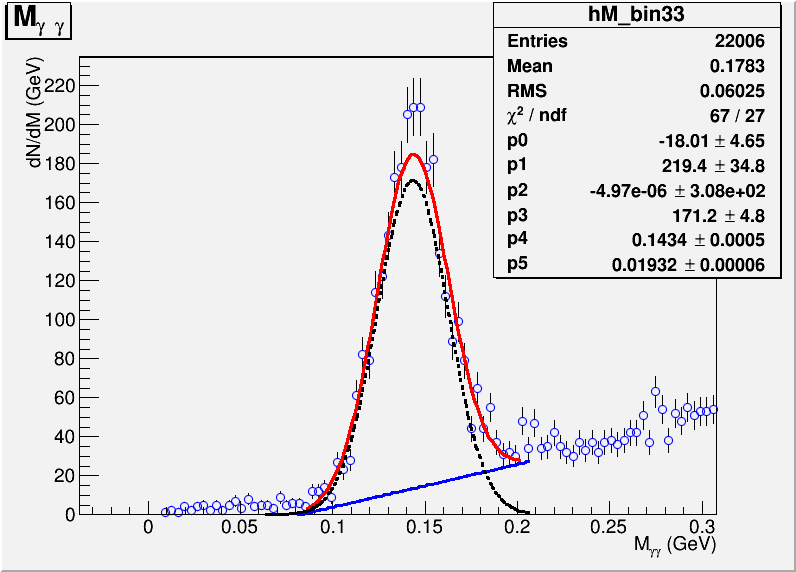 Mγ γ
hM_bin33
Entries 22006
Mean 0.1783
RMS 0.06025
χ² / ndf 67 / 27
p0 -18.01 ± 4.65
p1 219.4 ± 34.8
p2 -4.97e-06 ± 3.08e+02
p3 171.2 ± 4.8
p4 0.1434 ± 0.0005
p5 0.01932 ± 0.00006
dN/dM (GeV)
220
200
180
160
140
120
100
80
60
40
20
0
0 0.05 0.1 0.15 0.2 0.25 0.3
Mγγ (GeV)